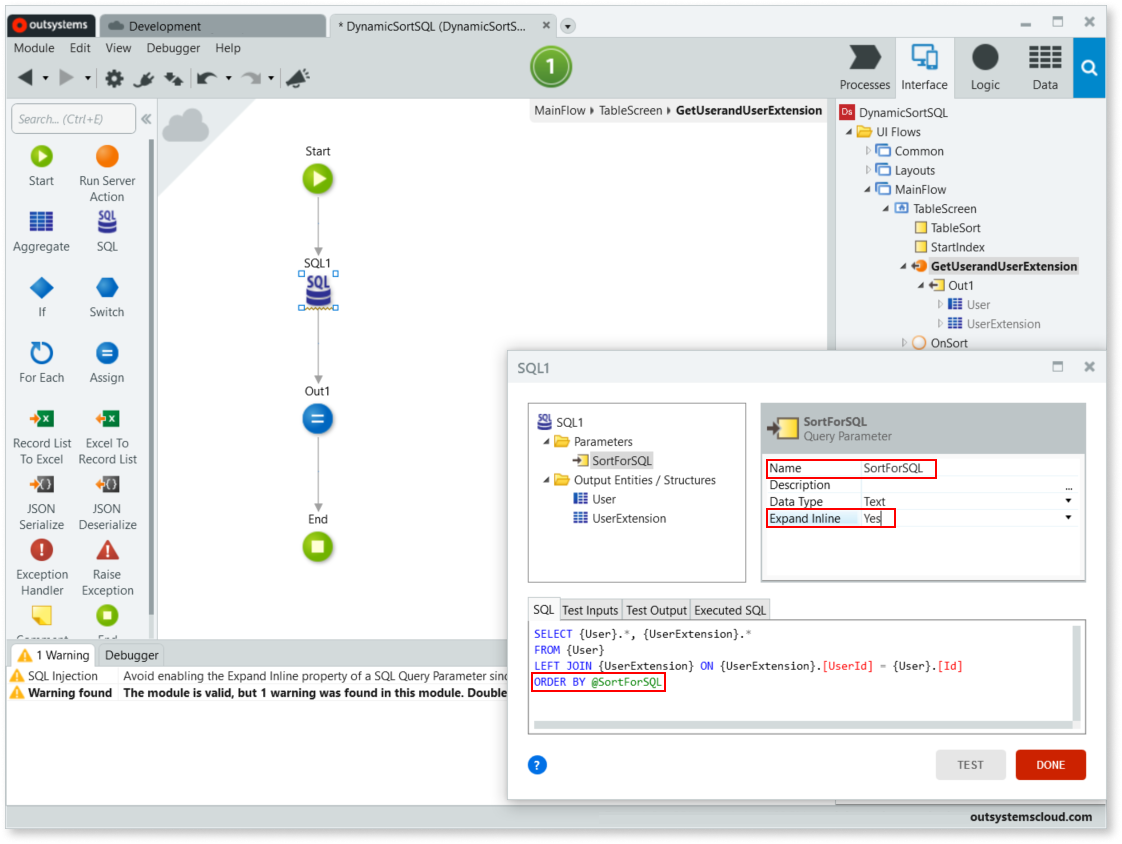 outsystems
Development
* DynamicSortSQL (DynamicSortS...
Module Edit View Debugger Help
1
Processes Interface Logic Data
Search... (Ctrl+E)
Start
Run Server
Action
Aggregate
SQL
If
Switch
For Each
Assign
Record List
To Excel
Excel To
Record List
JSON
Serialize
JSON
Deserialize
Exception
Handler
Raise
Exception
Comment
End
MainFlow TableScreen GetUserandUserExtension
Start
SQL1
SQL
Out1
End
Ds DynamicSortSQL
UI Flows
Common
Layouts
MainFlow
TableScreen
TableSort
StartIndex
GetUserandUserExtension
Out1
User
UserExtension
OnSort
SQL1
SQL1
Parameters
SortForSQL
Output Entities / Structures
User
UserExtension
SortForSQL
Query Parameter
Name SortForSQL
Description ...
Data Type Text
Expand Inline Yes
SQL Test Inputs Test Output Executed SQL
SELECT {User}.*, {UserExtension}.*
FROM {User}
LEFT JOIN {UserExtension} ON {UserExtension}.[UserId] = {User}.[Id]
ORDER BY @SortForSQL
?
TEST DONE
1 Warning Debugger
SQL Injection Avoid enabling the Expand Inline property of a SQL Query Parameter sinc
Warning found The module is valid, but 1 warning was found in this module. Double
outsystemscloud.com